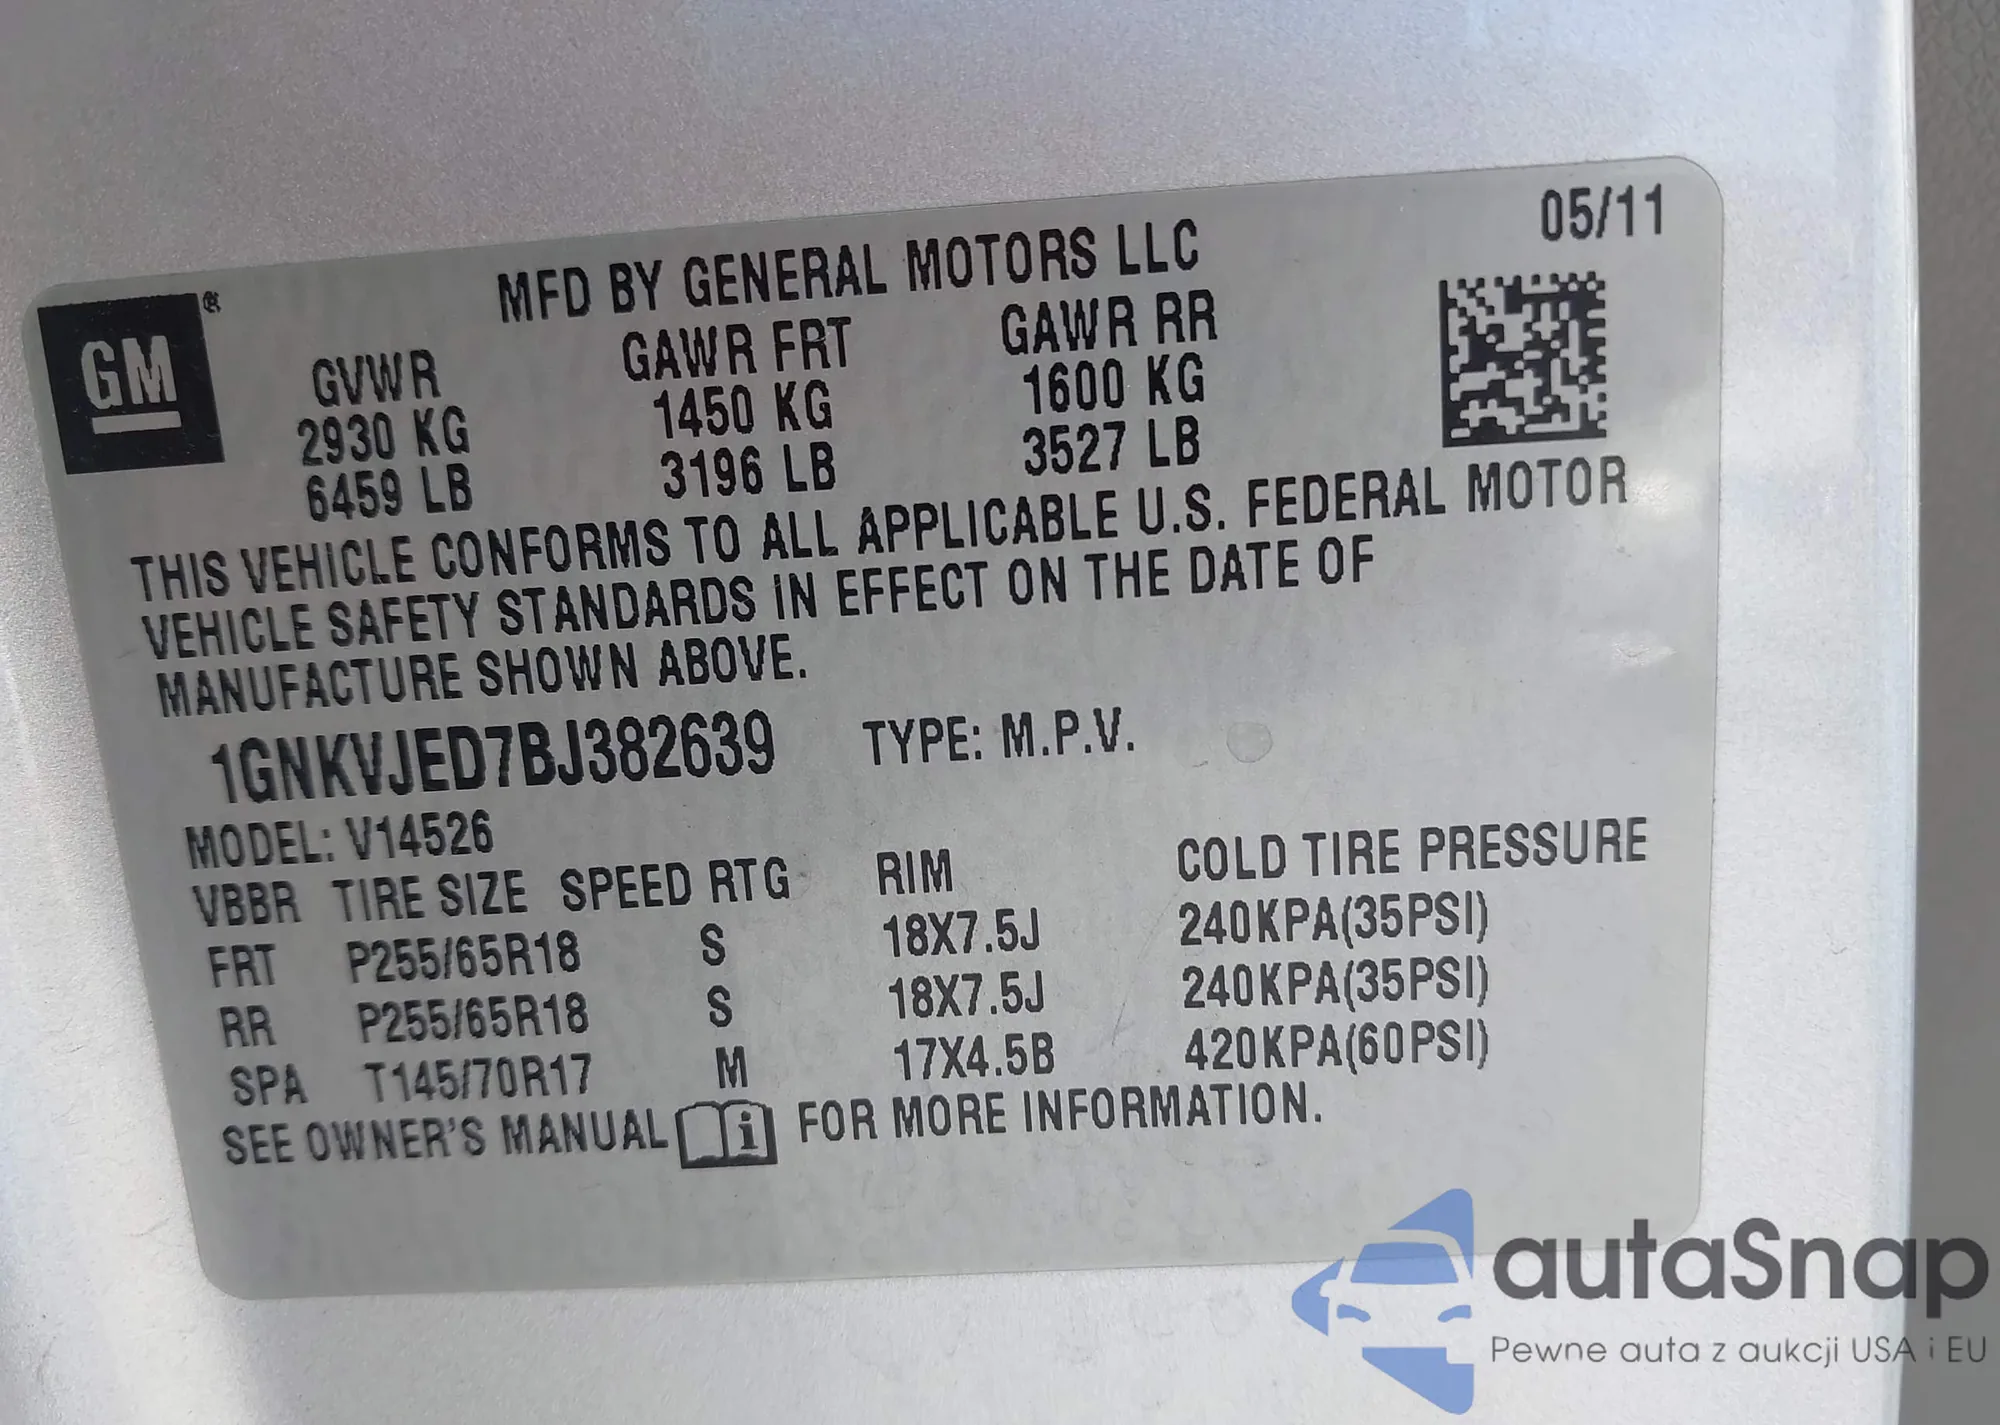 05/11
MFD BY GENERAL MOTORS LLC
GM®
GVWR GAWR FRT GAWR RR
2930 KG 1450 KG 1600 KG
6459 LB 3196 LB 3527 LB
THIS VEHICLE CONFORMS TO ALL APPLICABLE U.S. FEDERAL MOTOR
VEHICLE SAFETY STANDARDS IN EFFECT ON THE DATE OF
MANUFACTURE SHOWN ABOVE.
1GNKVJED7BJ382639 TYPE: M.P.V.
MODEL: V14526
VBBR TIRE SIZE SPEED RTG RIM COLD TIRE PRESSURE
FRT P255/65R18 S 18X7.5J 240KPA(35PSI)
RR P255/65R18 S 18X7.5J 240KPA(35PSI)
SPA T145/70R17 M 17X4.5B 420KPA(60PSI)
SEE OWNER'S MANUAL i FOR MORE INFORMATION.
autaSnap
Pewne auta z aukcji USA i EU